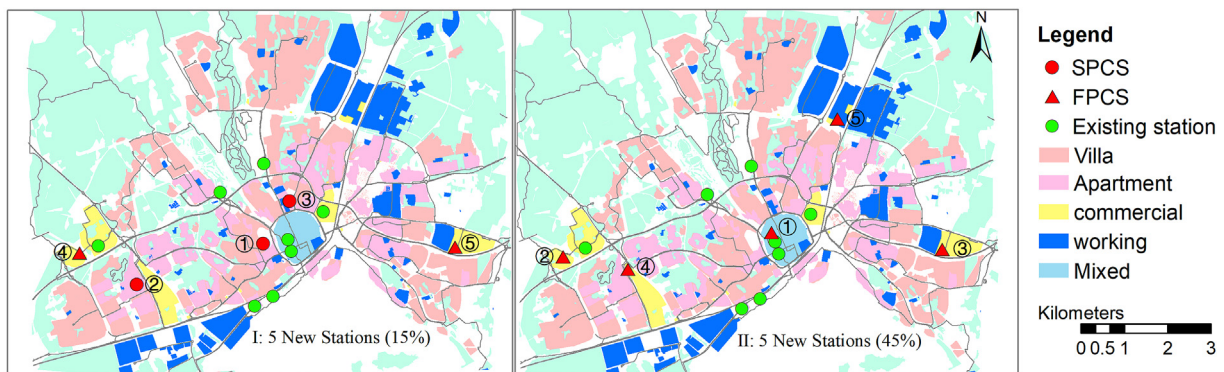 ①
②
③
④
⑤
I: 5 New Stations (15%)
①
②
③
④
⑤
II: 5 New Stations (45%)
N
Legend
SPCS
FPCS
Existing station
Villa
Apartment
commercial
working
Mixed
Kilometers
0 0.5 1 2 3